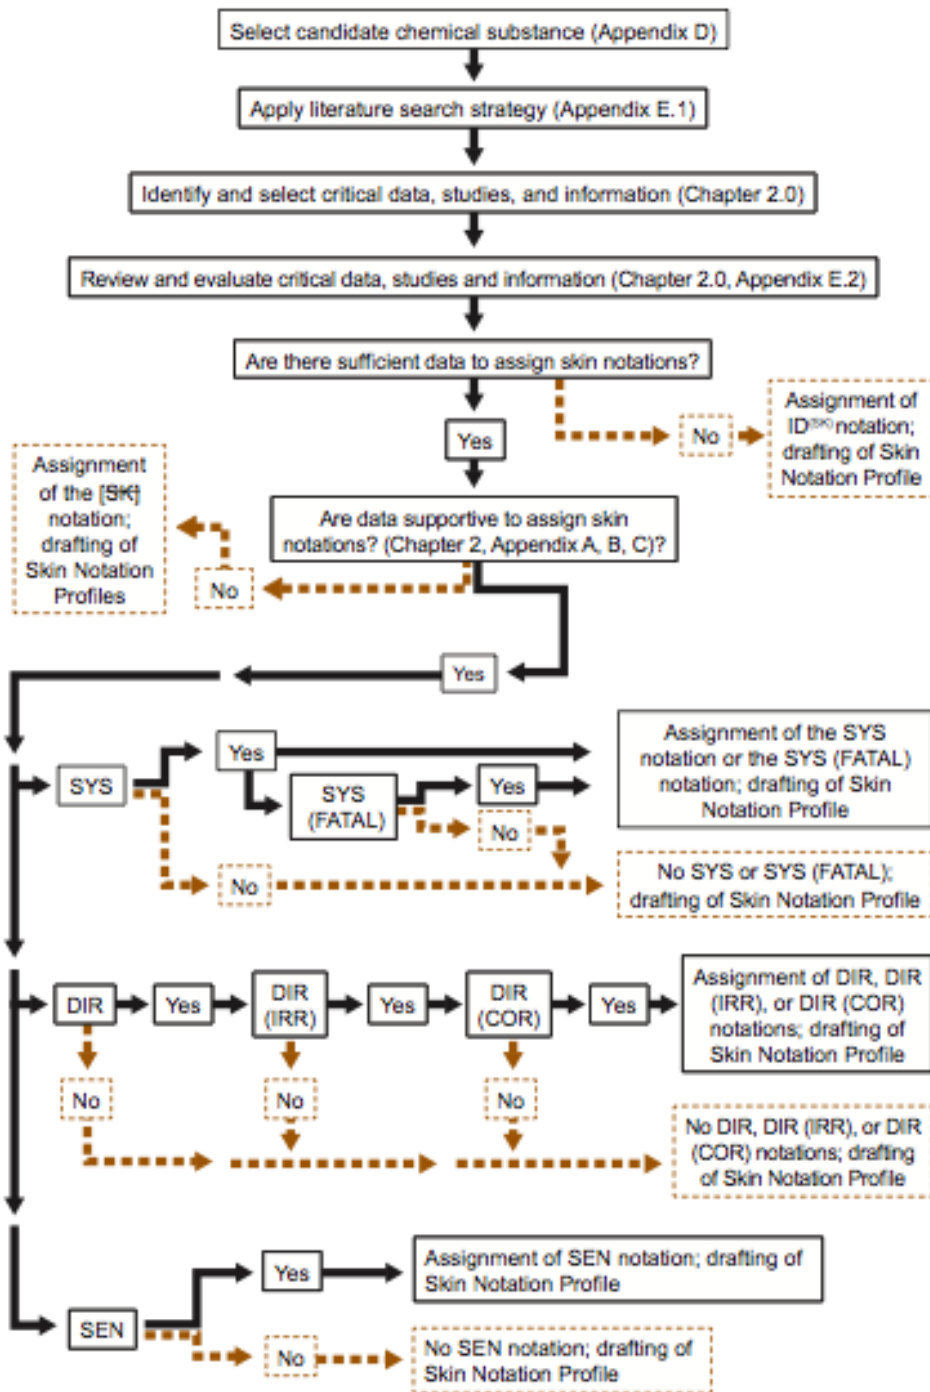 Select candidate chemical substance (Appendix D)
Apply literature search strategy (Appendix E.1)
Identify and select critical data, studies, and information (Chapter 2.0)
Review and evaluate critical data, studies and information (Chapter 2.0, Appendix E.2)
Are there sufficient data to assign skin notations?
Yes
No
Assignment of
ID(SK) notation;
drafting of Skin
Notation Profile
Assignment
of the [SK]
notation;
drafting of
Skin Notation
Profiles
Are data supportive to assign skin
notations? (Chapter 2, Appendix A, B, C)?
No
Yes
SYS
Yes
SYS
(FATAL)
Yes
No
No
Assignment of the SYS
notation or the SYS (FATAL)
notation; drafting of Skin
Notation Profile
No SYS or SYS (FATAL);
drafting of Skin Notation Profile
DIR
Yes
DIR
(IRR)
Yes
DIR
(COR)
Yes
Assignment of DIR, DIR
(IRR), or DIR (COR)
notations; drafting of
Skin Notation Profile
No
No
No
No DIR, DIR (IRR), or DIR
(COR) notations; drafting
of Skin Notation Profile
SEN
Yes
Assignment of SEN notation; drafting of
Skin Notation Profile
No
No SEN notation; drafting of
Skin Notation Profile